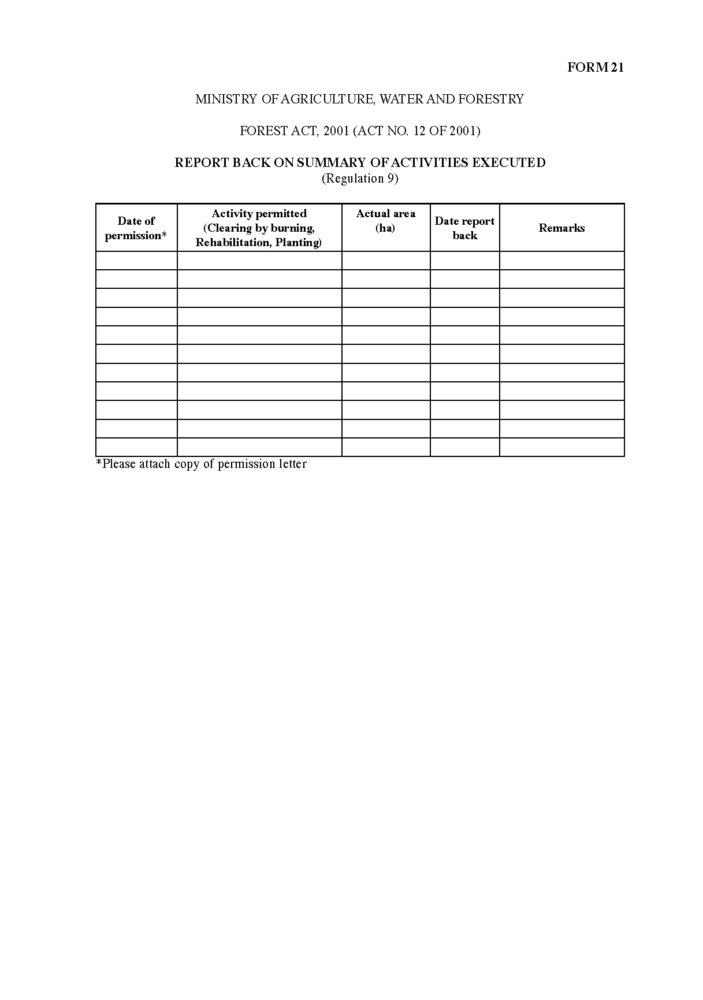 FORM 21
MINISTRY OF AGRICULTURE, WATER AND FORESTRY
FOREST ACT, 2001 (ACT NO. 12 OF 2001)
REPORT BACK ON SUMMARY OF ACTIVITIES EXECUTED
(Regulation 9)
Date of
permission*
Activity permitted
(Clearing by burning,
Rehabilitation, Planting)
Actual area
(ha)
Date report
back
Remarks
*Please attach copy of permission letter